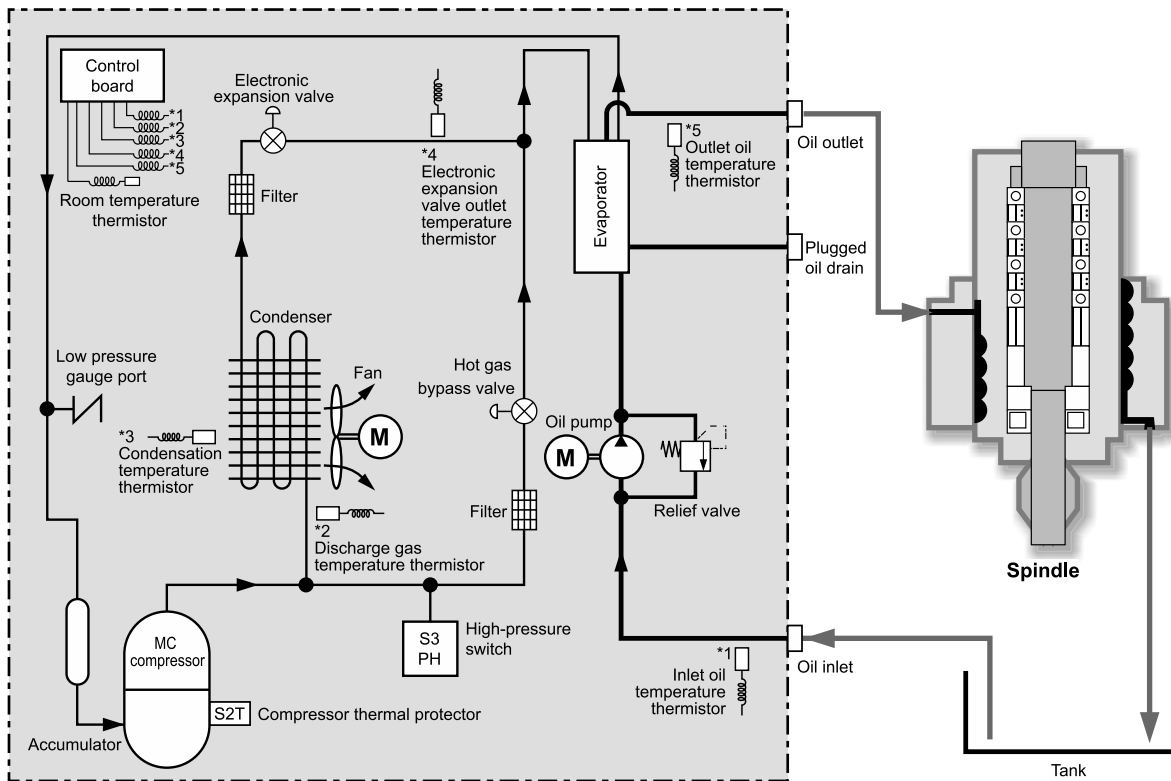 Control
board
*1
*2
*3
*4
*5
Room temperature
thermistor
Electronic
expansion valve
Filter
*4
Electronic
expansion
valve outlet
temperature
thermistor
Evaporator
*5
Outlet oil
temperature
thermistor
Oil outlet
Plugged
oil drain
Condenser
Fan
M
Low pressure
gauge port
*3
Condensation
temperature
thermistor
Hot gas
bypass valve
Oil pump
M
Relief valve
Filter
*2
Discharge gas
temperature thermistor
Spindle
MC
compressor
S3
PH
High-pressure
switch
S2T
Compressor thermal protector
Accumulator
*1
Inlet oil
temperature
thermistor
Oil inlet
Tank